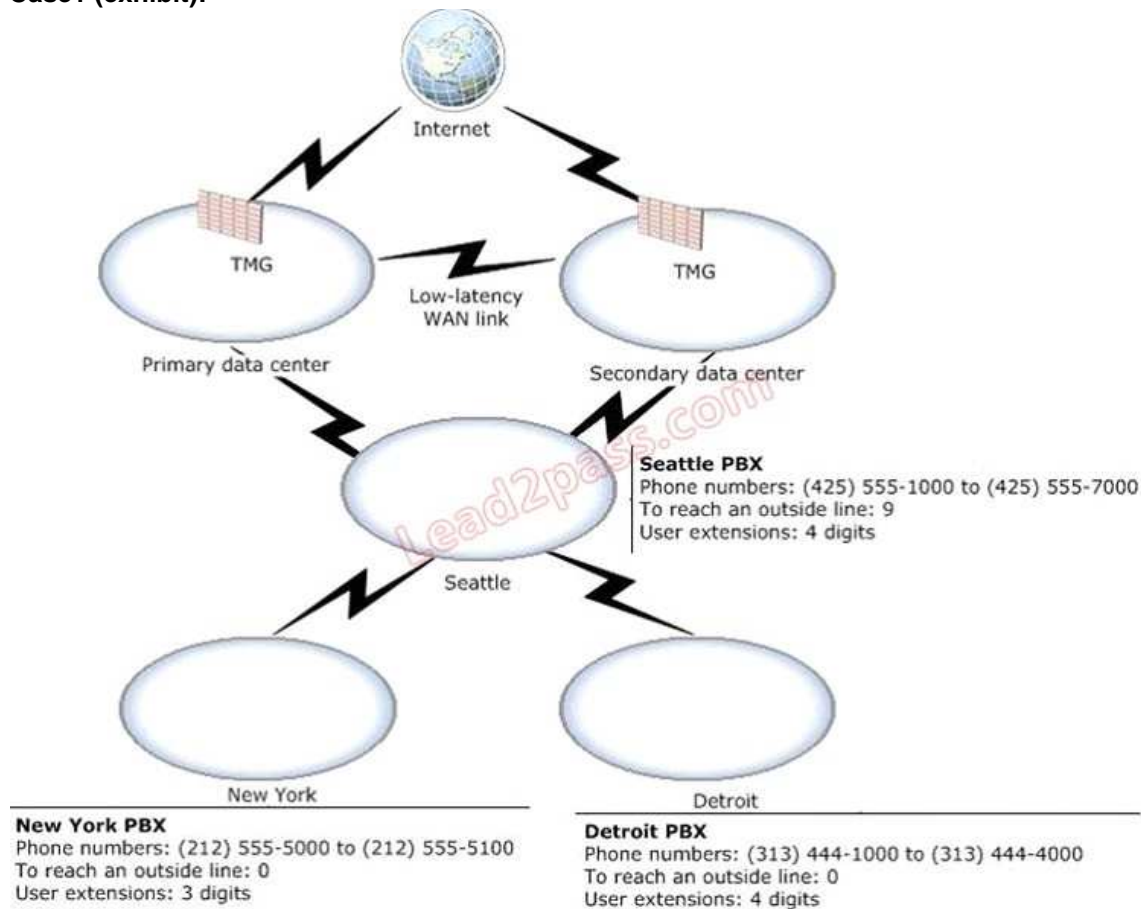 Case1 (exhibit):
Internet
TMG
TMG
Low-latency
WAN link
Primary data center
Secondary data center
Lead2pass.com
Seattle PBX
Phone numbers: (425) 555-1000 to (425) 555-7000
To reach an outside line: 9
User extensions: 4 digits
Seattle
New York
Detroit
New York PBX
Phone numbers: (212) 555-5000 to (212) 555-5100
To reach an outside line: 0
User extensions: 3 digits
Detroit PBX
Phone numbers: (313) 444-1000 to (313) 444-4000
To reach an outside line: 0
User extensions: 4 digits